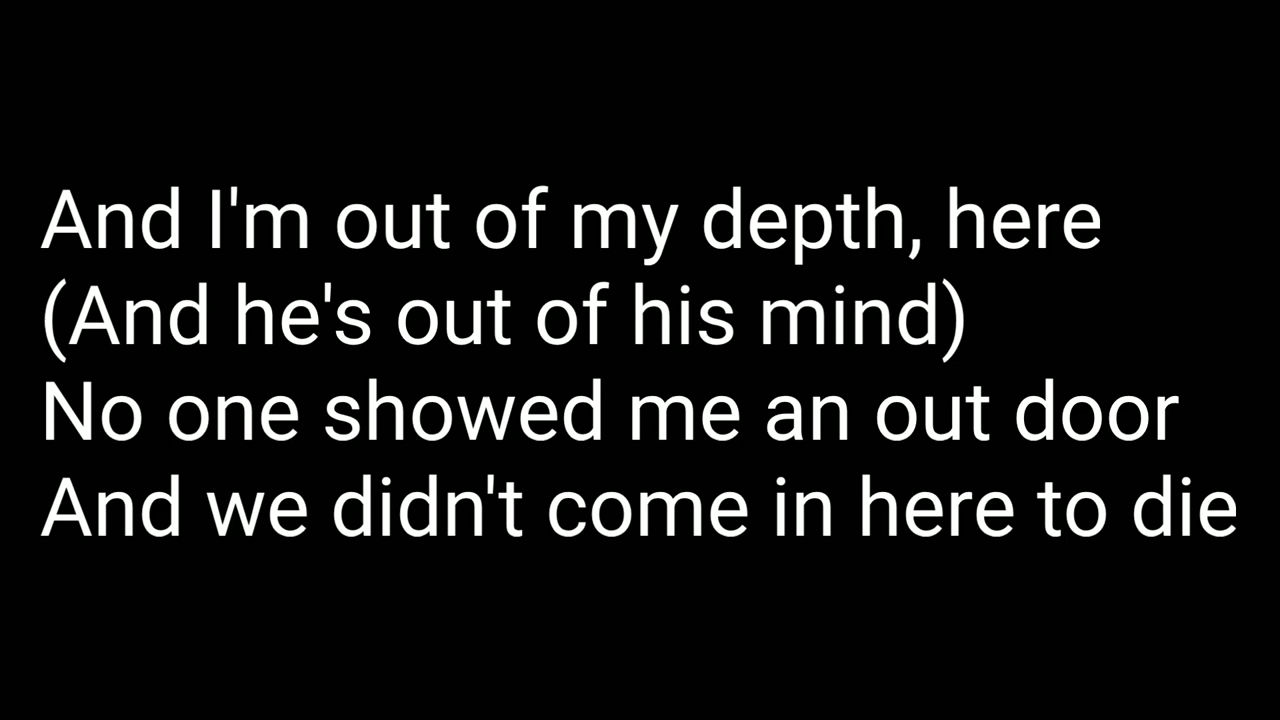 And I'm out of my depth, here
(And he's out of his mind)
No one showed me an out door
And we didn't come in here to die